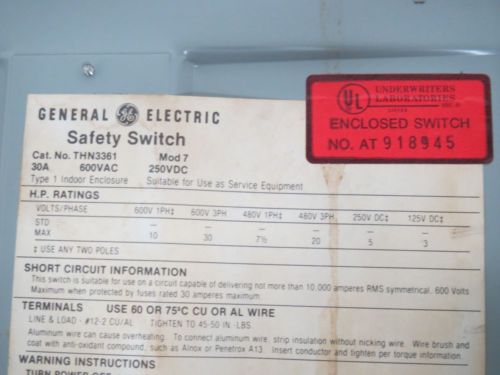 GENERAL GE ELECTRIC
Safety Switch
Cat. No. THN3361 Mod 7
30A 600VAC 250VDC
Type 1 Indoor Enclosure Suitable for Use as Service Equipment
UL UNDERWRITERS
LABORATORIES
LISTED
ENCLOSED SWITCH
NO. AT 918945
H.P. RATINGS
VOLTS/PHASE 600V 1PH‡ 600V 3PH 480V 1PH‡ 480V 3PH 250V DC‡ 125V DC‡
STD — — — — — —
MAX 10 30 7½ 20 5 3
‡ USE ANY TWO POLES
SHORT CIRCUIT INFORMATION
This switch is suitable for use on a circuit capable of delivering not more than 10,000 amperes RMS symmetrical. 600 Volts
Maximum when protected by fuses rated 30 amperes maximum.
TERMINALS USE 60 OR 75°C CU OR AL WIRE
LINE & LOAD - #12-2 CU/AL TIGHTEN TO 45-50 IN.-LBS.
Aluminum wire can cause overheating. To connect aluminum wire, strip insulation without nicking wire. Wire brush and
coat with anti-oxidant compound, such as Alnox or Penetrox A13 Insert conductor and tighten per torque information
WARNING INSTRUCTIONS
TURN POWER OFF